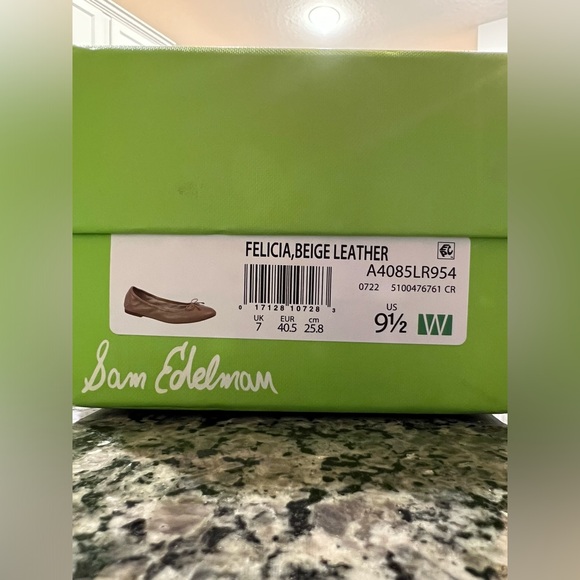 FELICIA,BEIGE LEATHER
A4085LR954
0722 5100476761 CR
0 17128 10728 3
UK EUR cm
7 40.5 25.8
US
9½ W
Sam Edelman